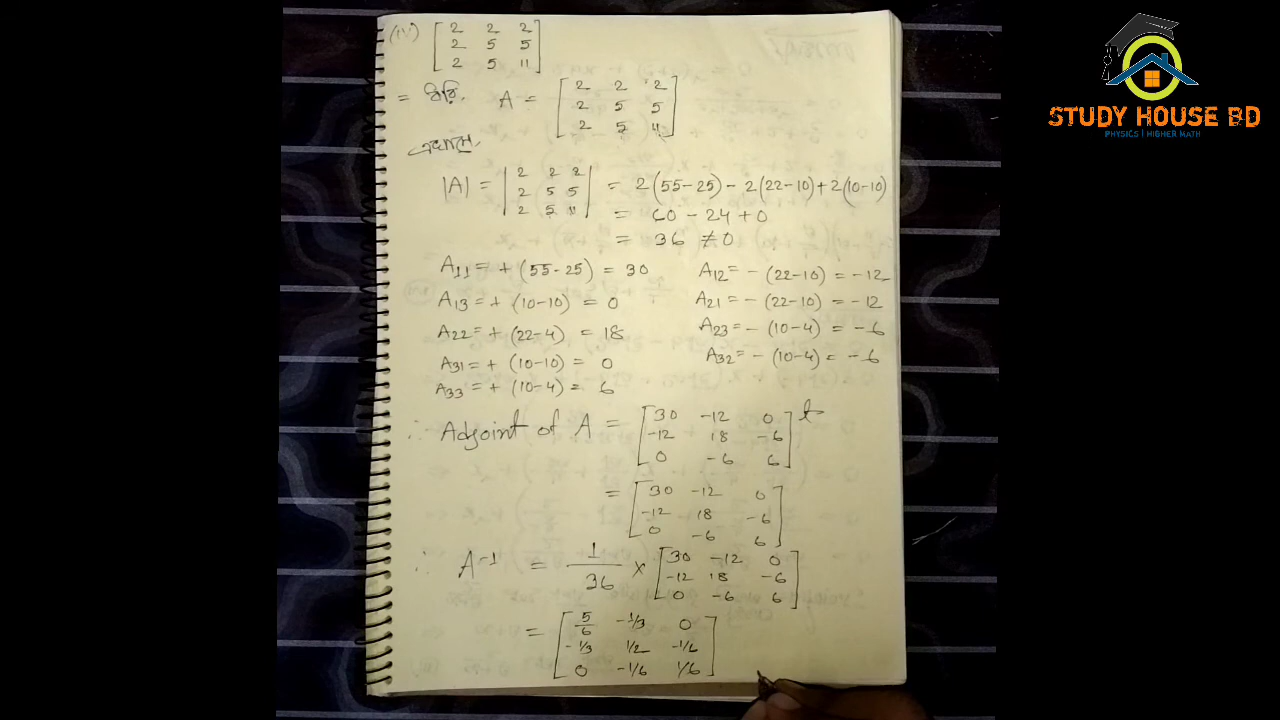 (iv) [2 2 2
2 5 5
2 5 11]
= ধরি, A = [2 2 2
2 5 5
2 5 11]
এখানে,
|A| = |2 2 2
2 5 5
2 5 11| = 2(55-25) - 2(22-10) + 2(10-10)
= 60 - 24 + 0
= 36 ≠ 0
A11 = + (55-25) = 30 A12 = - (22-10) = -12
A13 = + (10-10) = 0 A21 = - (22-10) = -12
A22 = + (22-4) = 18 A23 = - (10-4) = -6
A31 = + (10-10) = 0 A32 = - (10-4) = -6
A33 = + (10-4) = 6
∴ Adjoint of A = [30 -12 0
-12 18 -6
0 -6 6] t
= [30 -12 0
-12 18 -6
0 -6 6]
∴ A-1 = 1/36 × [30 -12 0
-12 18 -6
0 -6 6]
= [5/6 -1/3 0
-1/3 1/2 -1/6
0 -1/6 1/6]
STUDY HOUSE BD
PHYSICS | HIGHER MATH